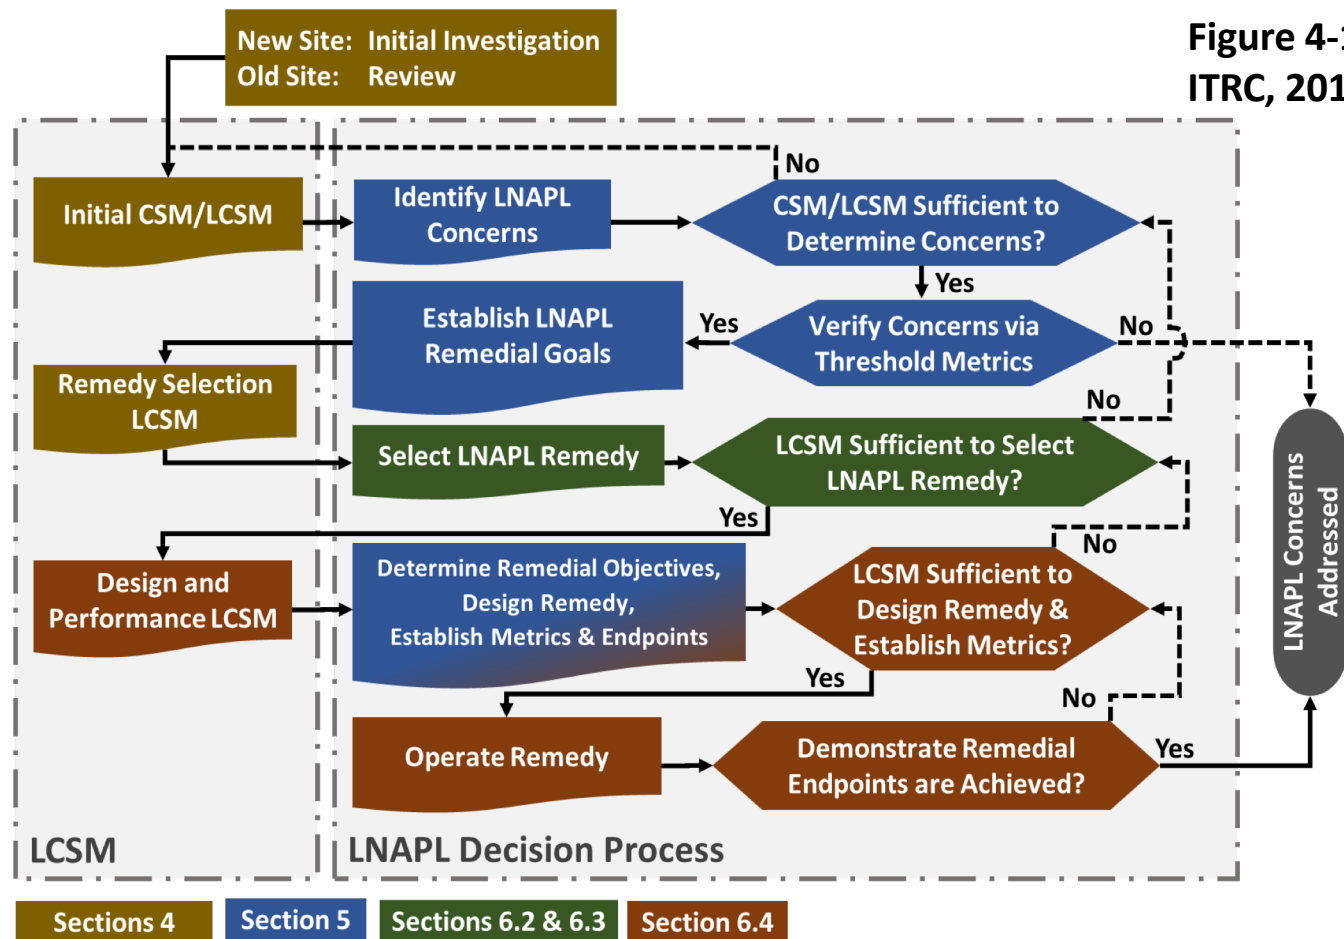 New Site: Initial Investigation
Old Site: Review
Figure 4-
ITRC, 201
No
Initial CSM/LCSM
Identify LNAPL
Concerns
CSM/LCSM Sufficient to
Determine Concerns?
Yes
Establish LNAPL
Remedial Goals
Yes
Verify Concerns via
Threshold Metrics
No
Remedy Selection
LCSM
No
Select LNAPL Remedy
LCSM Sufficient to Select
LNAPL Remedy?
LNAPL Concerns
Addressed
Yes
No
Design and
Performance LCSM
Determine Remedial Objectives,
Design Remedy,
Establish Metrics & Endpoints
LCSM Sufficient to
Design Remedy &
Establish Metrics?
Yes
No
Operate Remedy
Demonstrate Remedial
Endpoints are Achieved?
Yes
LCSM
LNAPL Decision Process
Sections 4
Section 5
Sections 6.2 & 6.3
Section 6.4